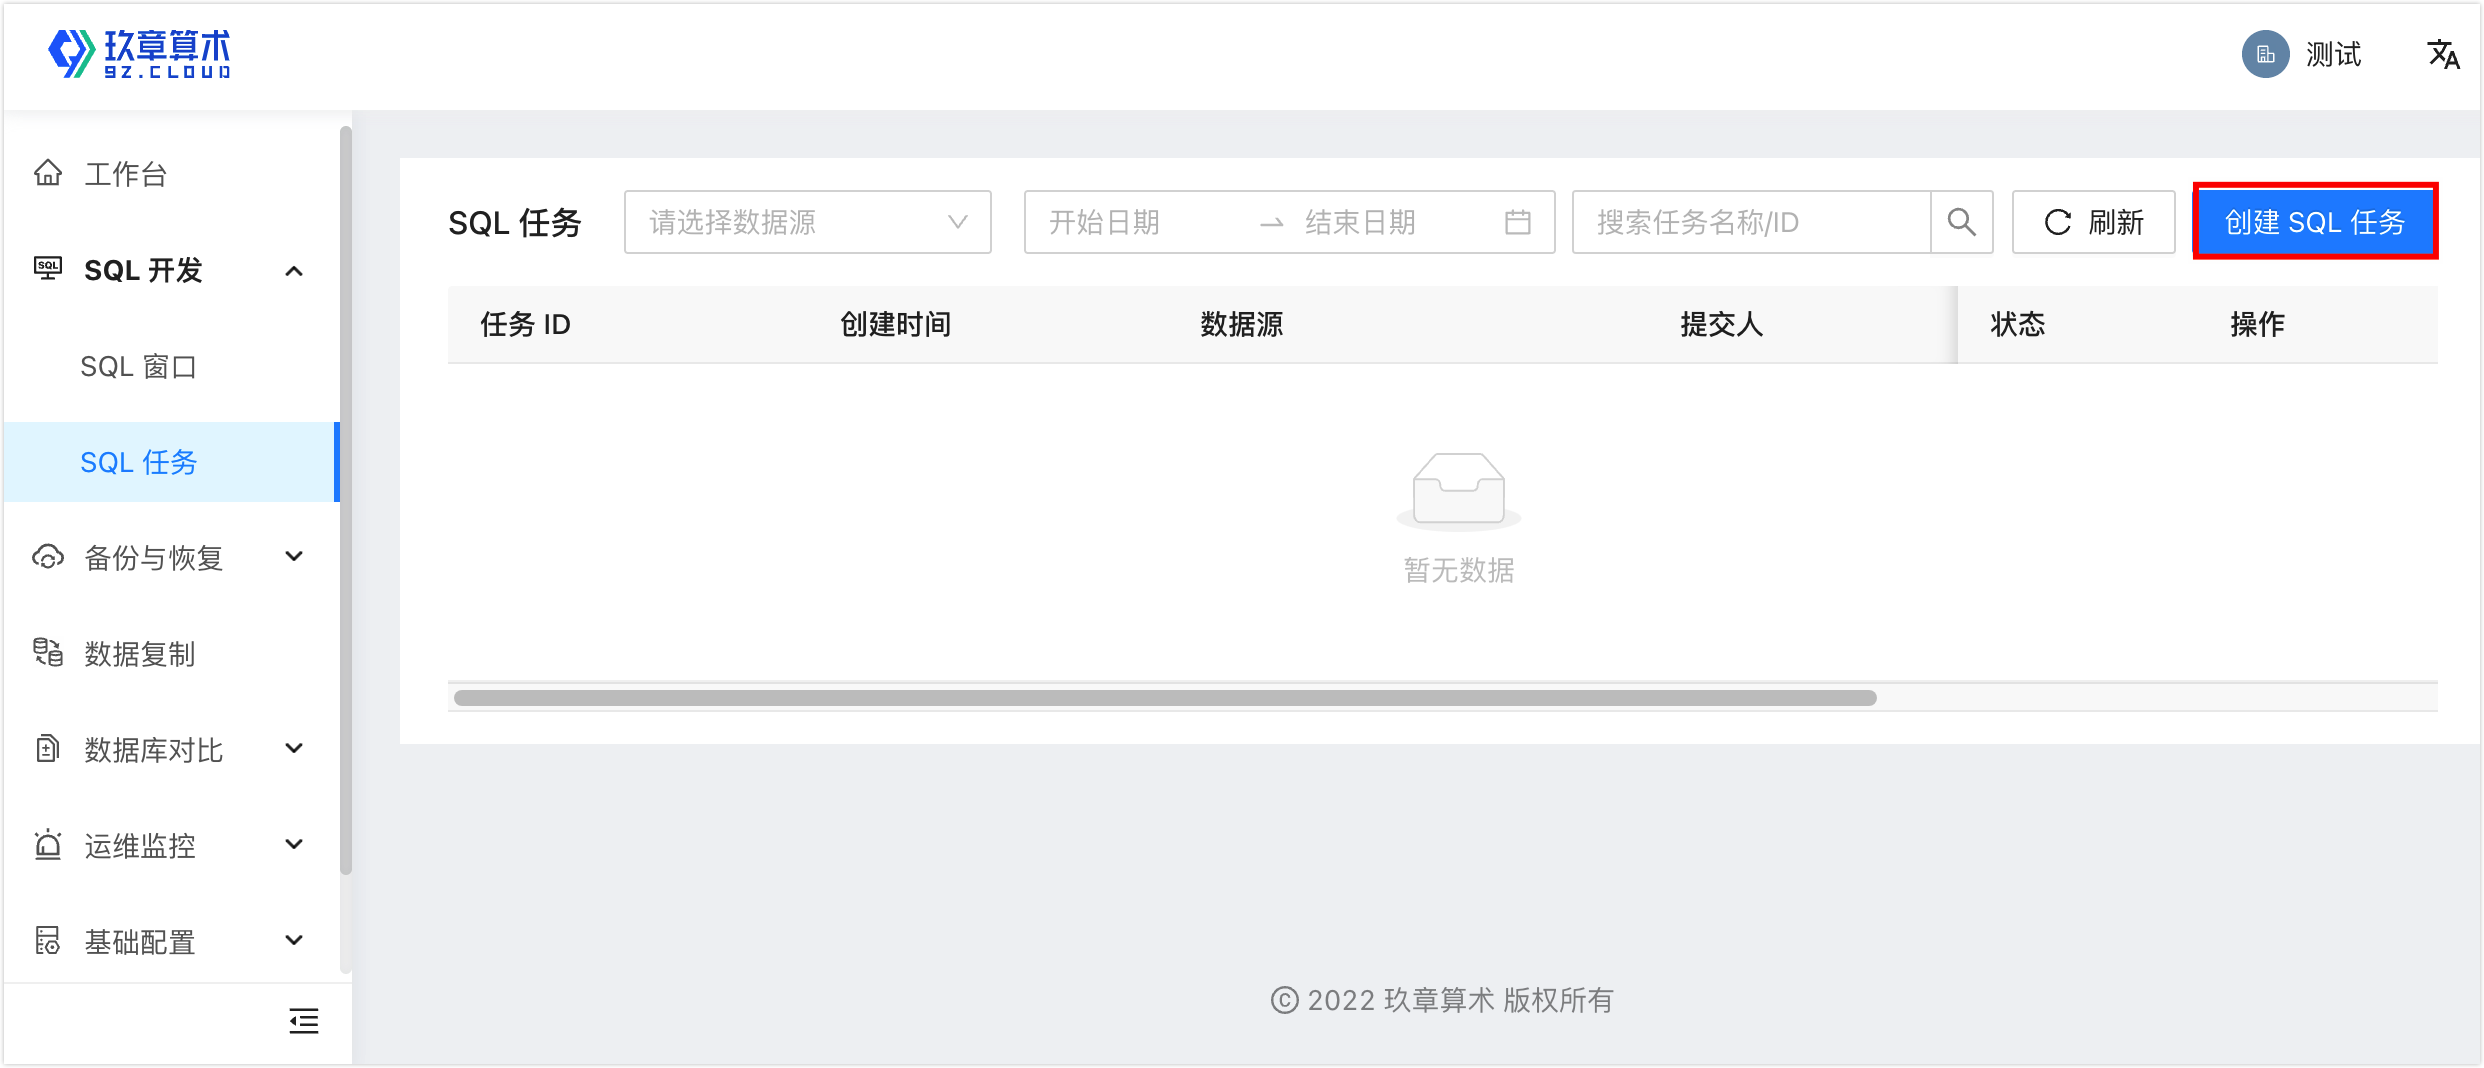 玖章算术
9Z.CLOUD
测试
工作台
SQL 开发
SQL 窗口
SQL 任务
备份与恢复
数据复制
数据库对比
运维监控
基础配置
SQL 任务
请选择数据源
开始日期
结束日期
搜索任务名称/ID
刷新
创建 SQL 任务
任务 ID 创建时间 数据源 提交人 状态 操作
暂无数据
© 2022 玖章算术 版权所有